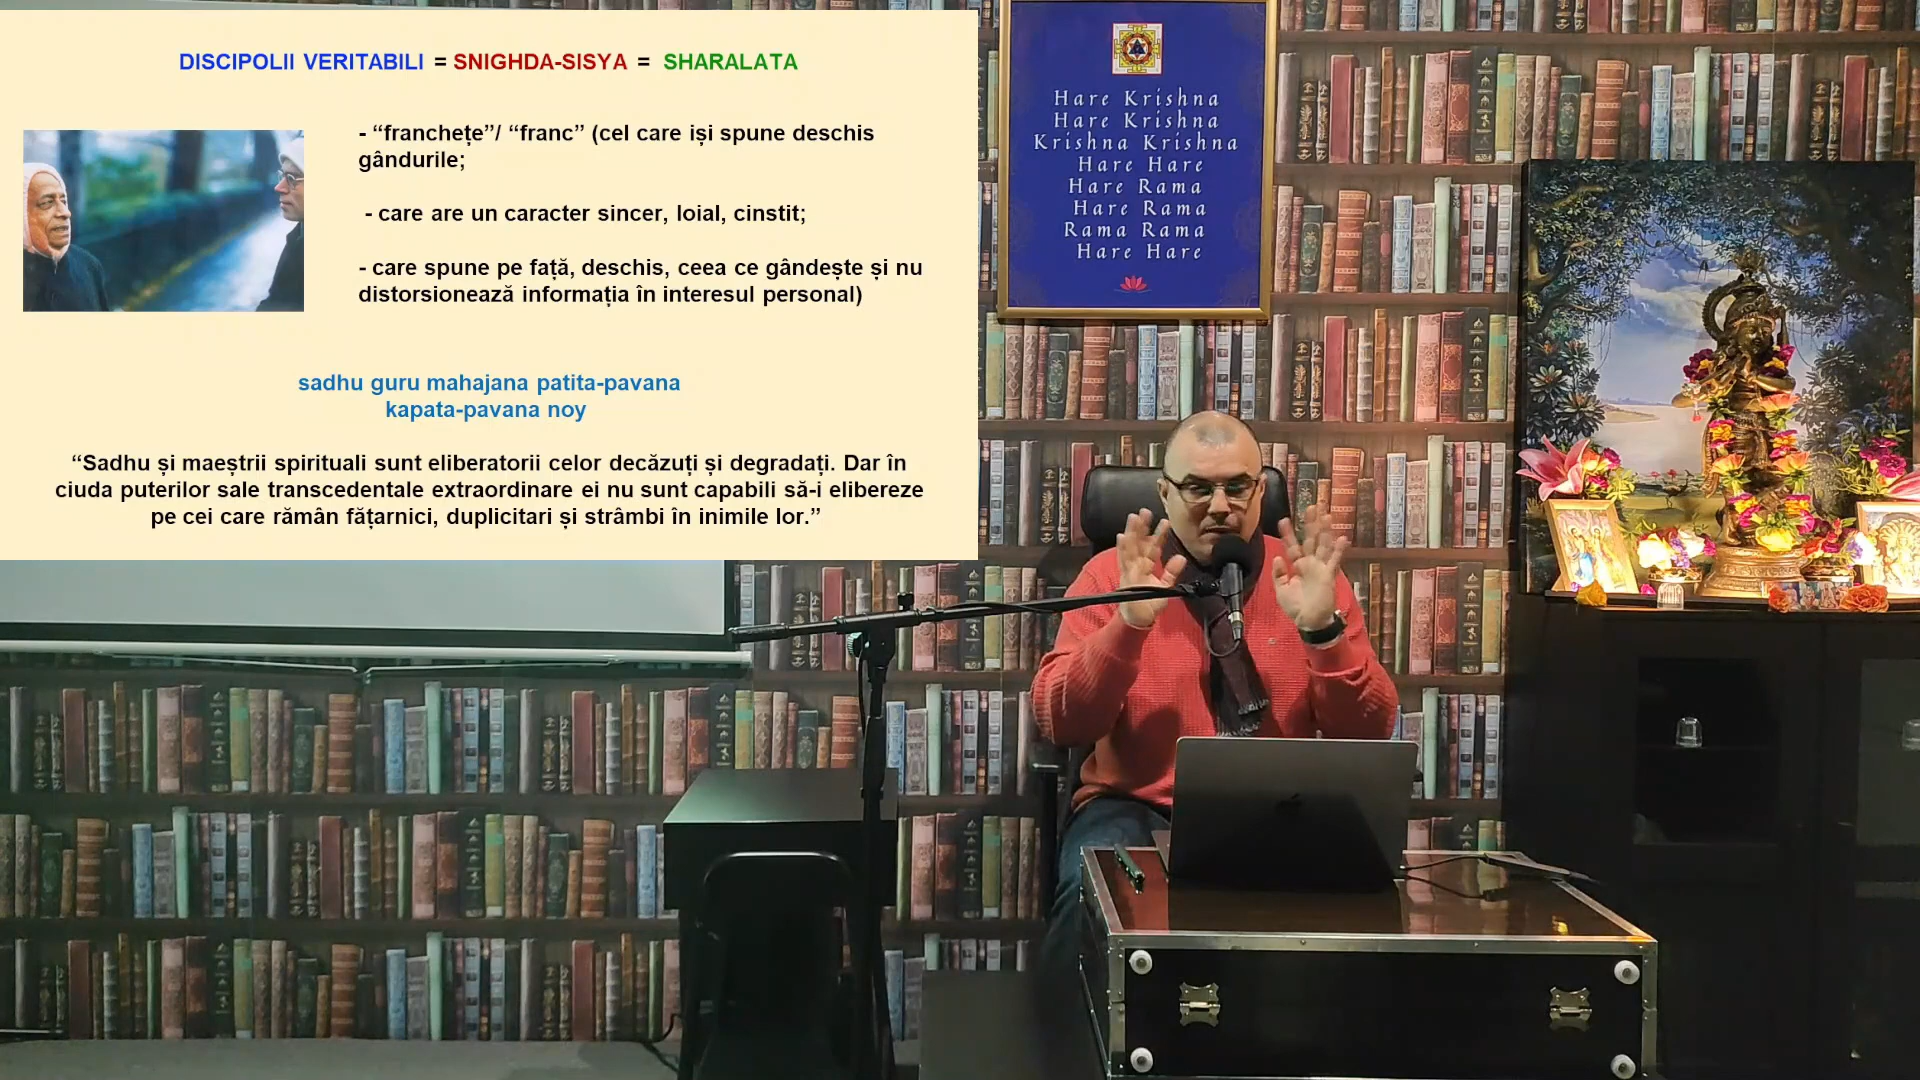 DISCIPOLII VERITABILI = SNIGHDA-SISYA = SHARALATA
- “franchețe”/ “franc” (cel care iși spune deschis
gândurile;
- care are un caracter sincer, loial, cinstit;
- care spune pe față, deschis, ceea ce gândește și nu
distorsionează informația în interesul personal)
sadhu guru mahajana patita-pavana
kapata-pavana noy
“Sadhu și maeștrii spirituali sunt eliberatorii celor decăzuți și degradați. Dar în
ciuda puterilor sale transcedentale extraordinare ei nu sunt capabili să-i elibereze
pe cei care rămân fățarnici, duplicitari și strâmbi în inimile lor.”
Hare Krishna
Hare Krishna
Krishna Krishna
Hare Hare
Hare Rama
Hare Rama
Rama Rama
Hare Hare